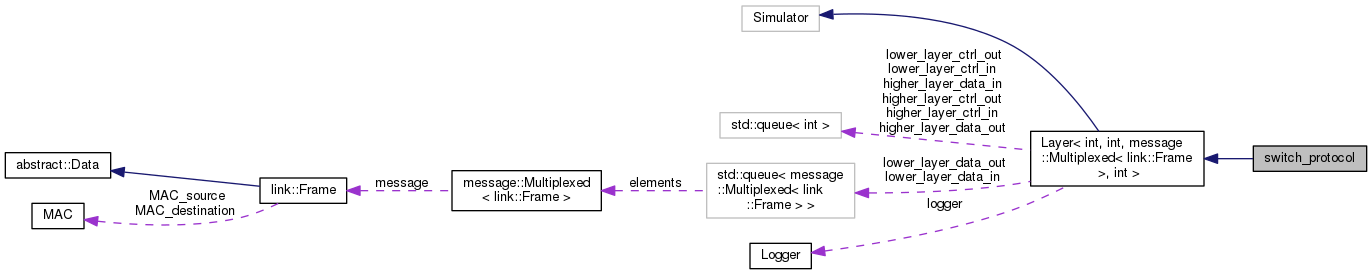 Simulator
lower_layer_ctrl_out
lower_layer_ctrl_in
higher_layer_data_in
higher_layer_ctrl_out
higher_layer_ctrl_in
higher_layer_data_out
std::queue< int >
Layer< int, int, message
::Multiplexed< link::Frame
>, int >
switch_protocol
abstract::Data
MAC_source
MAC_destination
MAC
link::Frame
message
message::Multiplexed
< link::Frame >
elements
std::queue< message
::Multiplexed< link
::Frame > >
lower_layer_data_out
lower_layer_data_in
logger
Logger